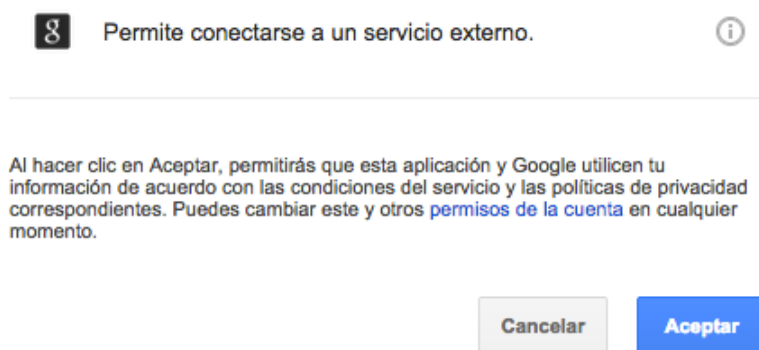 g Permite conectarse a un servicio externo. i
Al hacer clic en Aceptar, permitirás que esta aplicación y Google utilicen tu
información de acuerdo con las condiciones del servicio y las políticas de privacidad
correspondientes. Puedes cambiar este y otros permisos de la cuenta en cualquier
momento.
Cancelar Aceptar